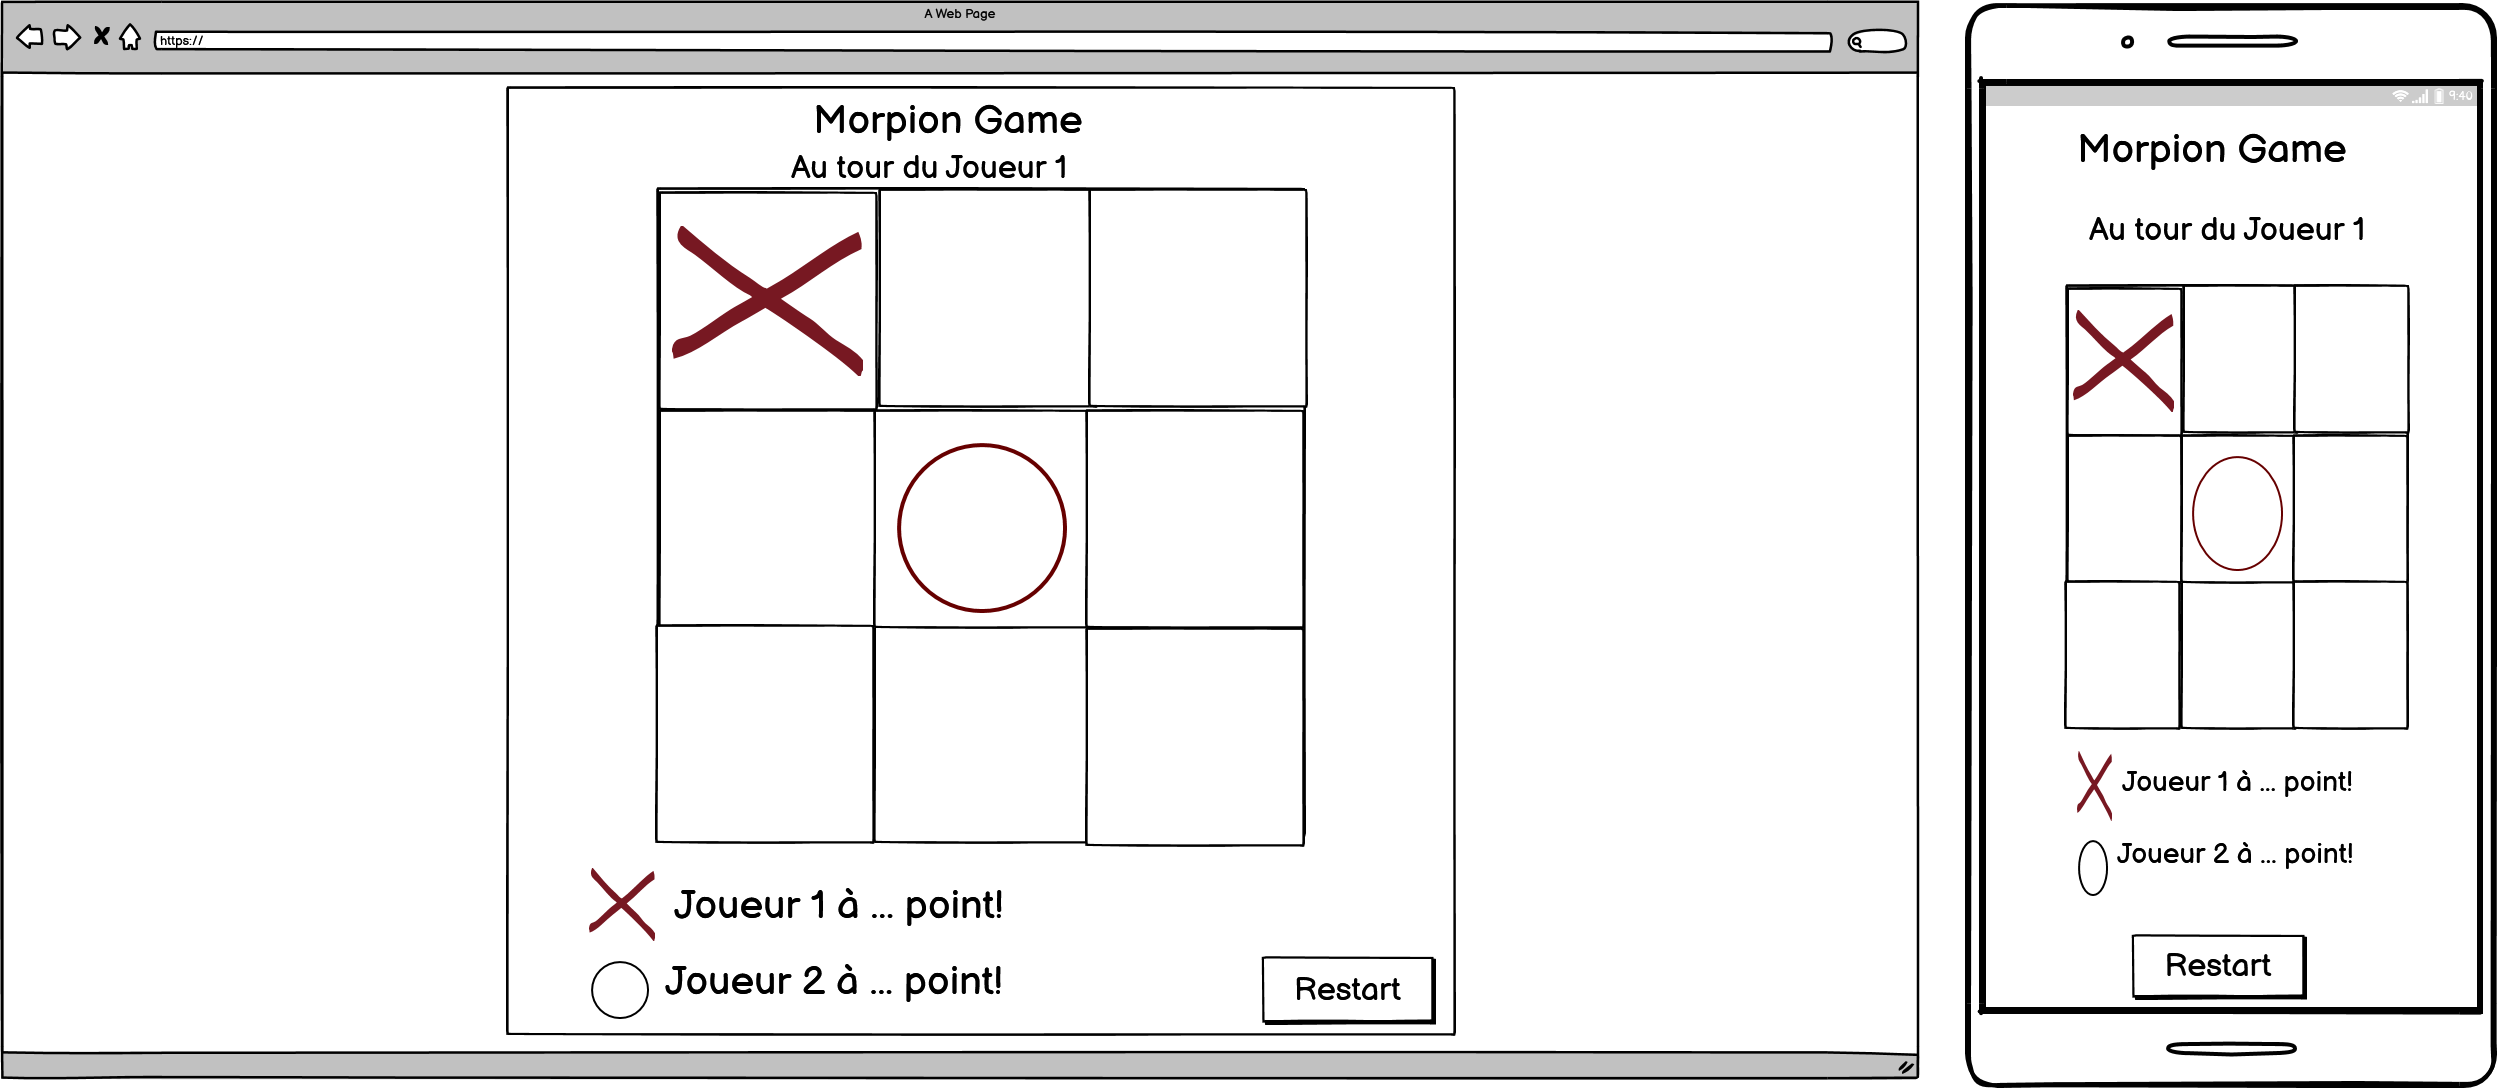 A Web Page
https://
Morpion Game
Au tour du Joueur 1
Joueur 1 à ... point!
Joueur 2 à ... point!
Restart
9:40
Morpion Game
Au tour du Joueur 1
Joueur 1 à ... point!
Joueur 2 à ... point!
Restart